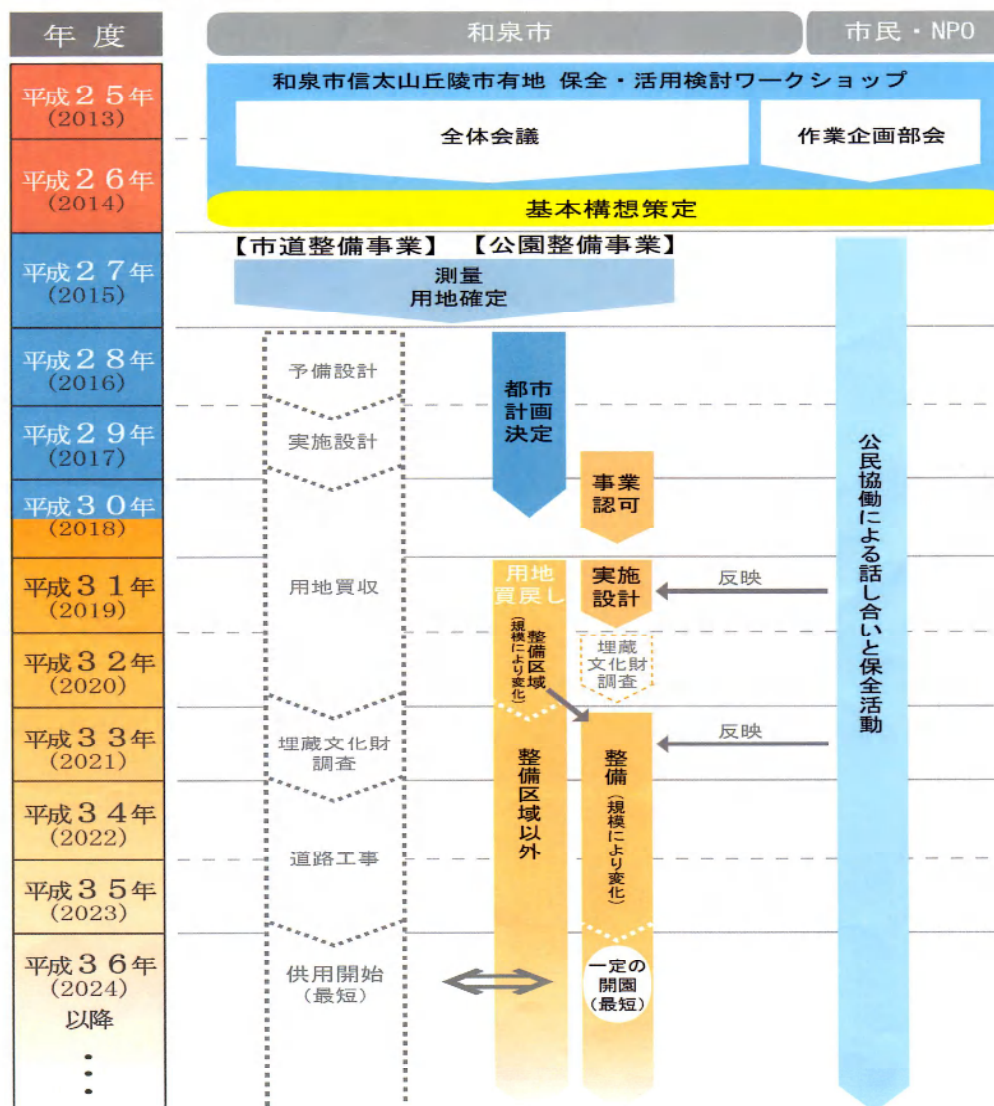 年度
和泉市
市民・NPO
平成25年
(2013)
和泉市信太山丘陵市有地 保全・活用検討ワークショップ
全体会議
作業企画部会
平成26年
(2014)
基本構想策定
【市道整備事業】
【公園整備事業】
平成27年
(2015)
測量
用地確定
平成28年
(2016)
予備設計
都市
計画
決定
平成29年
(2017)
実施設計
事業
認可
平成30年
(2018)
公民協働による話し合いと保全活動
平成31年
(2019)
用地買収
用地
買戻し
実施
設計
反映
整備区域
(規模により変化)
平成32年
(2020)
埋蔵
文化財
調査
平成33年
(2021)
埋蔵文化財
調査
整備区域以外
整備(規模により変化)
反映
平成34年
(2022)
道路工事
平成35年
(2023)
平成36年
(2024)
以降
供用開始
(最短)
一定の
開園
(最短)